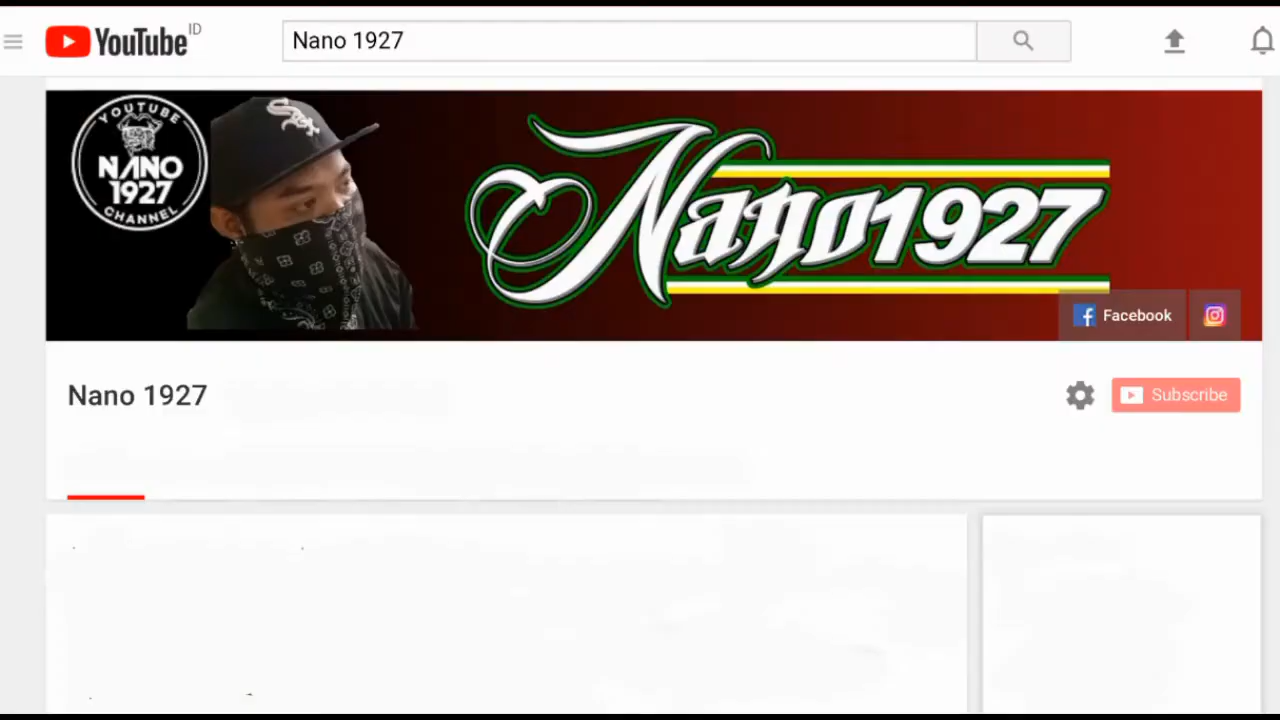 YouTube ID
Nano 1927
YOUTUBE
NANO
1927
CHANNEL
Sox
Nano1927
Facebook
Nano 1927
Subscribe